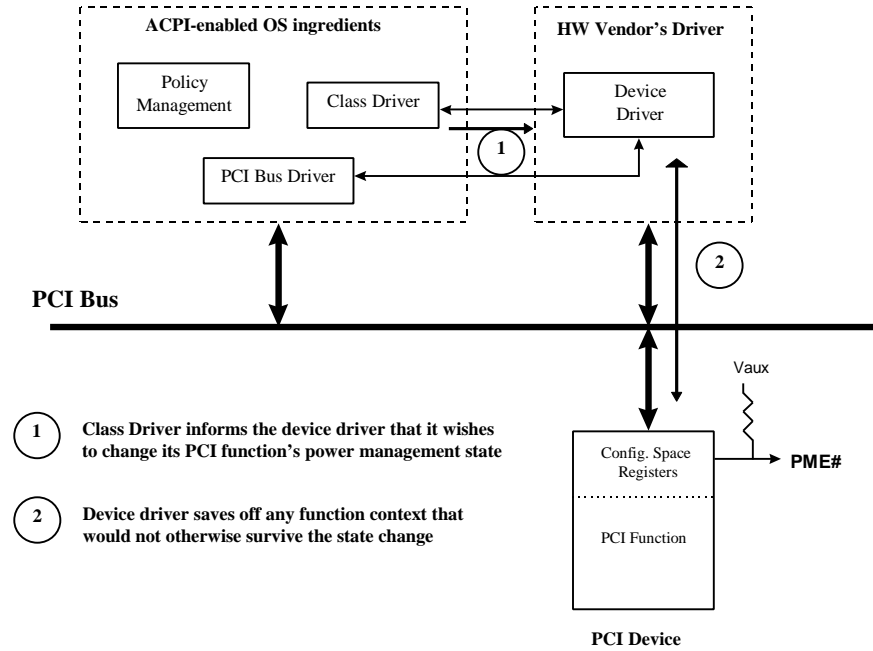 ACPI-enabled OS ingredients
HW Vendor's Driver
Policy
Management
Class Driver
Device
Driver
1
PCI Bus Driver
2
PCI Bus
Vaux
1
Class Driver informs the device driver that it wishes
to change its PCI function's power management state
Config. Space
Registers
PME#
2
Device driver saves off any function context that
would not otherwise survive the state change
PCI Function
PCI Device